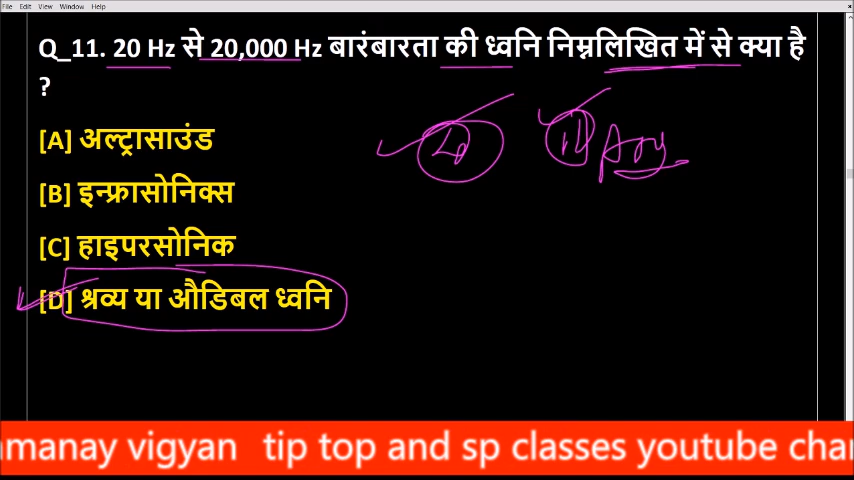 File Edit View Window Help
Q_11. 20 Hz से 20,000 Hz बारंबारता की ध्वनि निम्नलिखित में से क्या है
?
[A] अल्ट्रासाउंड
[B] इन्फ्रासोनिक्स
[C] हाइपरसोनिक
[D] श्रव्य या औडिबल ध्वनि
manay vigyan tip top and sp classes youtube cha